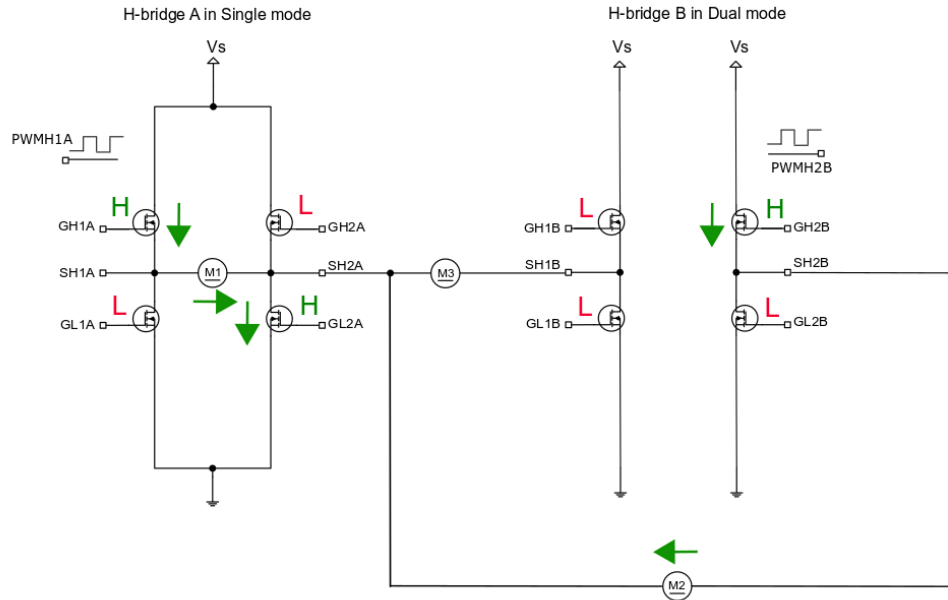 H-bridge A in Single mode
H-bridge B in Dual mode
Vs
Vs
Vs
PWMH1A
PWMH2B
H
L
L
H
GH1A
GH2A
GH1B
GH2B
SH1A
M1
SH2A
M3
SH1B
SH2B
L
H
L
L
GL1A
GL2A
GL1B
GL2B
M2